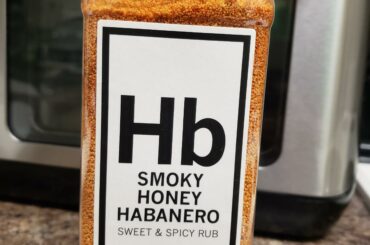 Hb
SMOKY
HONEY
HABANERO
SWEET & SPICY RUB